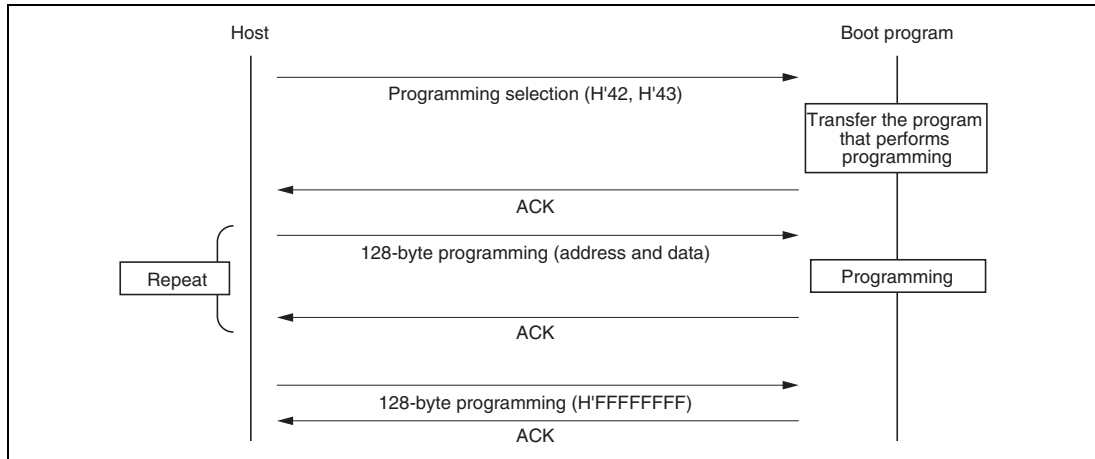 Host
Boot program
Programming selection (H'42, H'43)
Transfer the program
that performs
programming
ACK
128-byte programming (address and data)
Repeat
Programming
ACK
128-byte programming (H'FFFFFFFF)
ACK